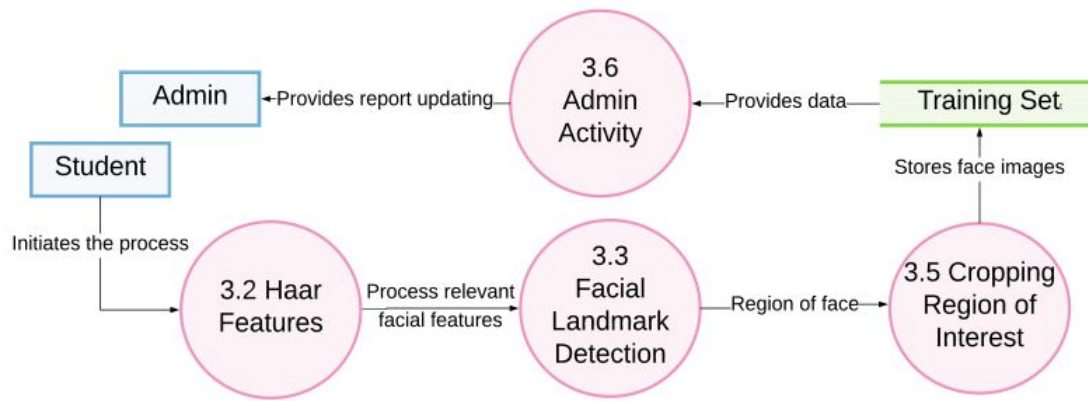 3.6
Admin
Activity
Admin
Provides report updating
Provides data
Training Set
Student
Stores face images
Initiates the process
3.2 Haar
Features
Process relevant
facial features
3.3
Facial
Landmark
Detection
Region of face
3.5 Cropping
Region of
Interest